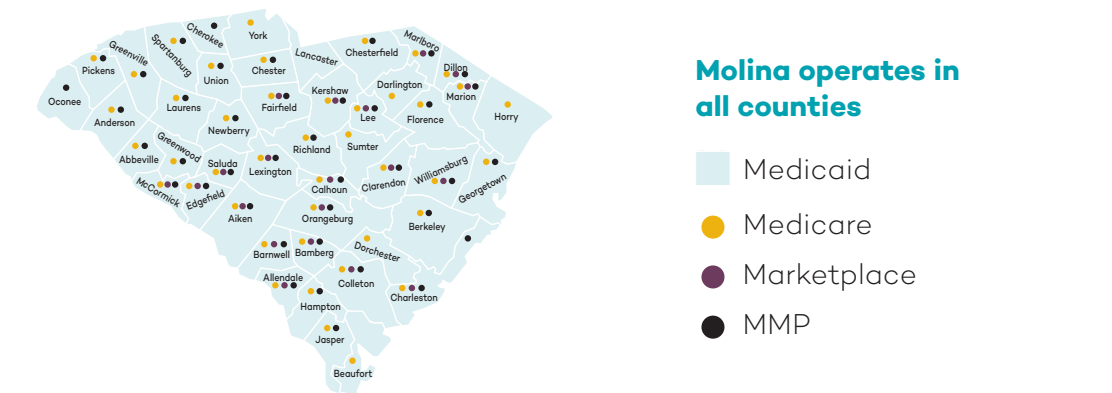 Cherokee
York
Greenville
Spartanburg
Marlboro
Chesterfield
Lancaster
Pickens
Union
Chester
Dillon
Oconee
Laurens
Fairfield
Kershaw
Darlington
Marion
Anderson
Newberry
Lee
Florence
Horry
Abbeville
Greenwood
Saluda
Richland
Sumter
Lexington
Williamsburg
McCormick
Edgefield
Calhoun
Clarendon
Georgetown
Aiken
Orangeburg
Berkeley
Barnwell
Bamberg
Dorchester
Allendale
Colleton
Charleston
Hampton
Jasper
Beaufort
Molina operates in
all counties
Medicaid
Medicare
Marketplace
MMP